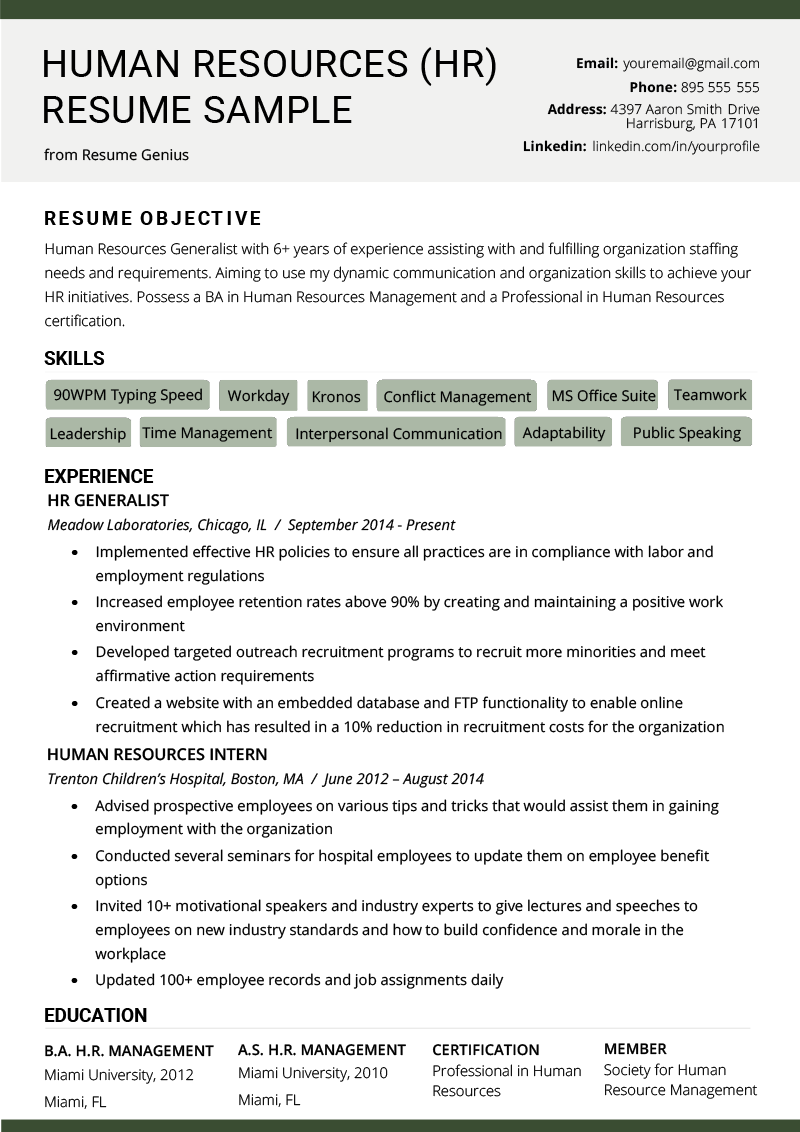 HUMAN RESOURCES (HR)
RESUME SAMPLE
from Resume Genius
Email: youremail@gmail.com
Phone: 895 555 555
Address: 4397 Aaron Smith Drive
Harrisburg, PA 17101
Linkedin: linkedin.com/in/yourprofile
RESUME OBJECTIVE
Human Resources Generalist with 6+ years of experience assisting with and fulfilling organization staffing
needs and requirements. Aiming to use my dynamic communication and organization skills to achieve your
HR initiatives. Possess a BA in Human Resources Management and a Professional in Human Resources
certification.
SKILLS
90WPM Typing Speed Workday Kronos Conflict Management MS Office Suite Teamwork
Leadership Time Management Interpersonal Communication Adaptability Public Speaking
EXPERIENCE
HR GENERALIST
Meadow Laboratories, Chicago, IL / September 2014 - Present
• Implemented effective HR policies to ensure all practices are in compliance with labor and
employment regulations
• Increased employee retention rates above 90% by creating and maintaining a positive work
environment
• Developed targeted outreach recruitment programs to recruit more minorities and meet
affirmative action requirements
• Created a website with an embedded database and FTP functionality to enable online
recruitment which has resulted in a 10% reduction in recruitment costs for the organization
HUMAN RESOURCES INTERN
Trenton Children’s Hospital, Boston, MA / June 2012 – August 2014
• Advised prospective employees on various tips and tricks that would assist them in gaining
employment with the organization
• Conducted several seminars for hospital employees to update them on employee benefit
options
• Invited 10+ motivational speakers and industry experts to give lectures and speeches to
employees on new industry standards and how to build confidence and morale in the
workplace
• Updated 100+ employee records and job assignments daily
EDUCATION
B.A. H.R. MANAGEMENT
Miami University, 2012
Miami, FL
A.S. H.R. MANAGEMENT
Miami University, 2010
Miami, FL
CERTIFICATION
Professional in Human
Resources
MEMBER
Society for Human
Resource Management